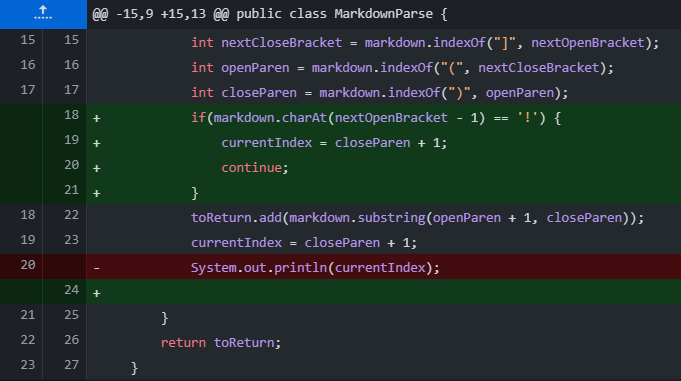 @@ -15,9 +15,13 @@ public class MarkdownParse {
15 15 int nextCloseBracket = markdown.indexOf("]", nextOpenBracket);
16 16 int openParen = markdown.indexOf("(", nextCloseBracket);
17 17 int closeParen = markdown.indexOf(")", openParen);
18 + if(markdown.charAt(nextOpenBracket - 1) == '!') {
19 + currentIndex = closeParen + 1;
20 + continue;
21 + }
18 22 toReturn.add(markdown.substring(openParen + 1, closeParen));
19 23 currentIndex = closeParen + 1;
20 - System.out.println(currentIndex);
24 +
21 25 }
22 26 return toReturn;
23 27 }